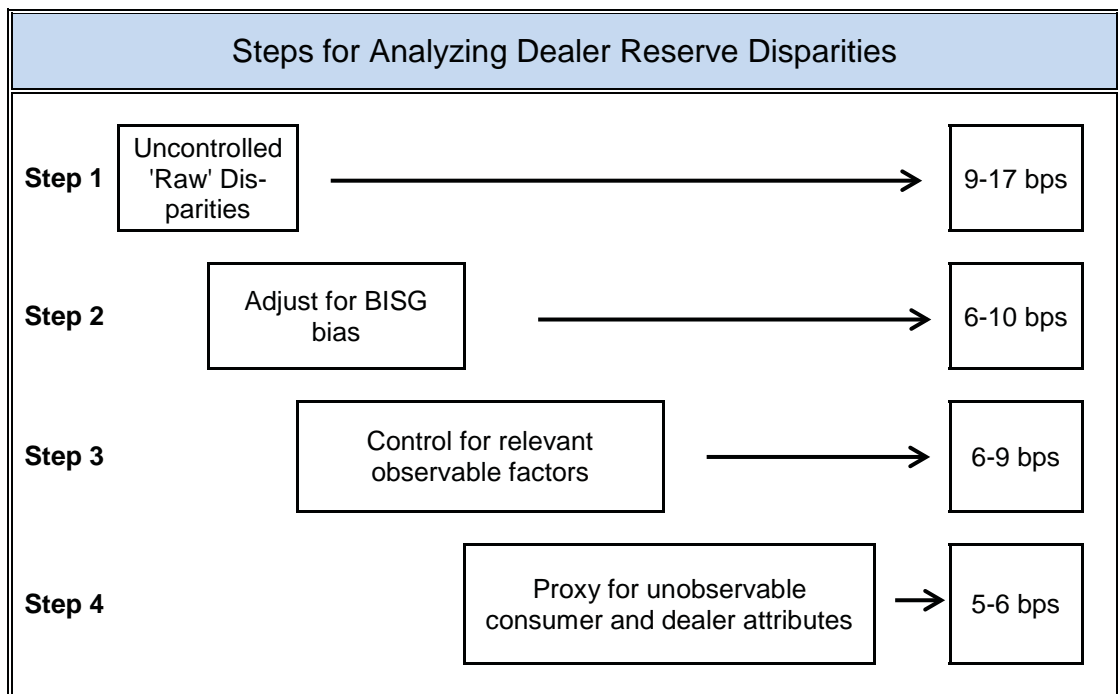 Steps for Analyzing Dealer Reserve Disparities
Step 1
Uncontrolled
'Raw' Dis-
parities
9-17 bps
Step 2
Adjust for BISG
bias
6-10 bps
Step 3
Control for relevant
observable factors
6-9 bps
Step 4
Proxy for unobservable
consumer and dealer attributes
5-6 bps